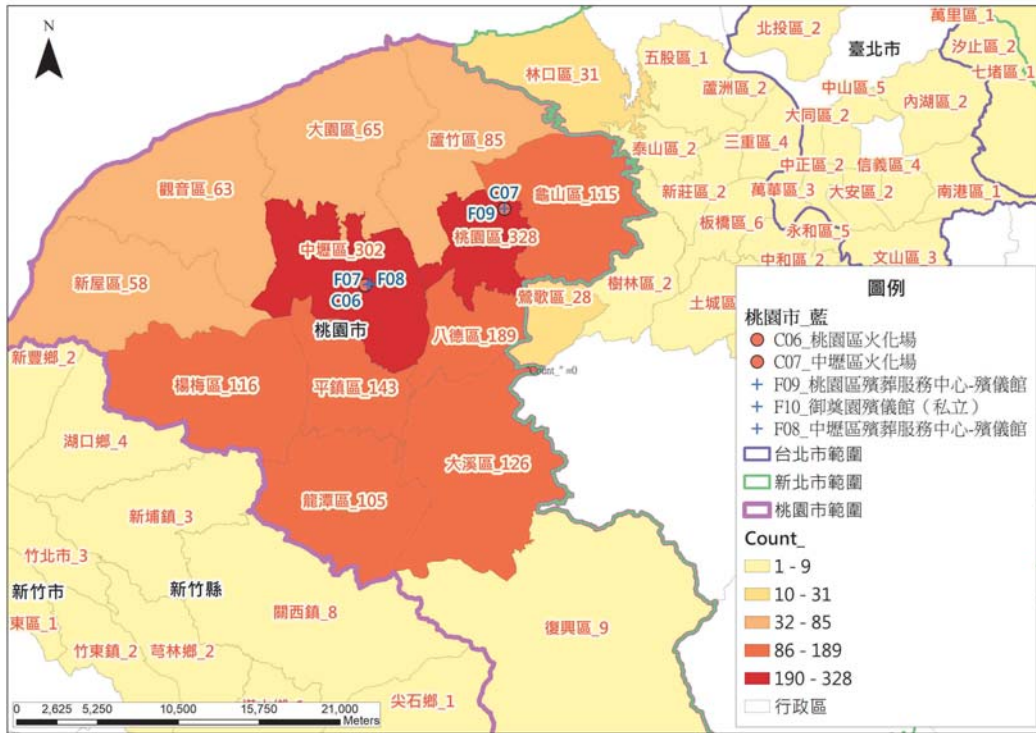 N
北投區_2
萬里區_1
臺北市
汐止區_2
七堵區_1
五股區_1
林口區_31
蘆洲區_2
中山區_5
內湖區_2
大同區_2
大園區_65
蘆竹區_85
泰山區_2
三重區_4
中正區_2
信義區_4
觀音區_63
C07
F09
龜山區_115
新莊區_2
萬華區_3
大安區_2
南港區_1
桃園區_328
板橋區_6
永和區_5
中壢區_302
文山區_3
中和區_2
新屋區_58
F07
F08
C06
鶯歌區_28
樹林區_2
土城區
桃園市
八德區_189
新豐鄉_2
楊梅區_116
平鎮區_143
"Count_" =0
湖口鄉_4
大溪區_126
龍潭區_105
新埔鎮_3
竹北市_3
新竹市
新竹縣
關西鎮_8
復興區_9
東區_1
竹東鎮_2
芎林鄉_2
尖石鄉_1
0 2,625 5,250 10,500 15,750 21,000
Meters
圖例
桃園市_藍
C06_桃園區火化場
C07_中壢區火化場
F09_桃園區殯葬服務中心-殯儀館
F10_御奠園殯儀館（私立）
F08_中壢區殯葬服務中心-殯儀館
台北市範圍
新北市範圍
桃園市範圍
Count_
1 - 9
10 - 31
32 - 85
86 - 189
190 - 328
行政區